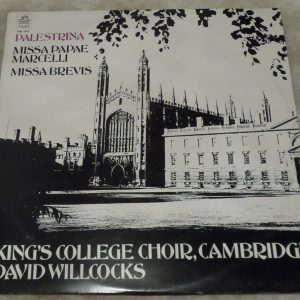 PALESTRINA
MISSA PAPAE
MARCELLI
MISSA BREVIS
KING'S COLLEGE CHOIR, CAMBRIDGE
DAVID WILLCOCKS